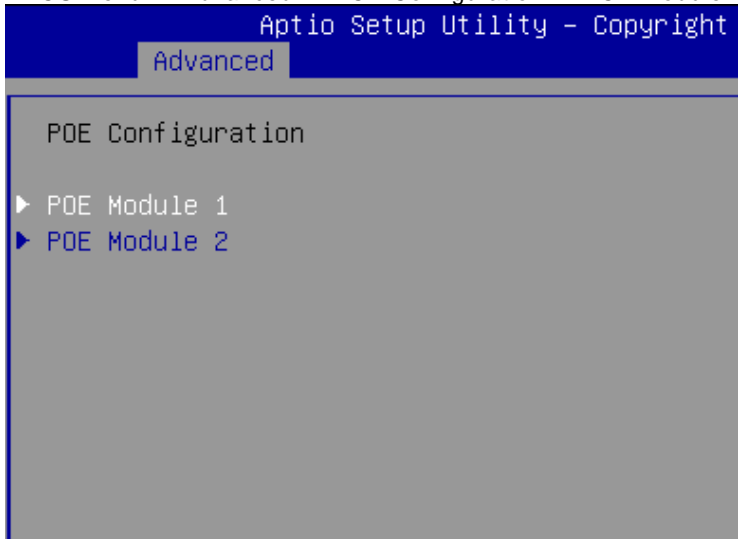 Aptio Setup Utility – Copyright
Advanced
POE Configuration
POE Module 1
POE Module 2